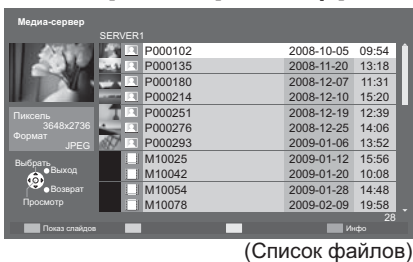 Медиа-сервер
SERVER1
P000102 2008-10-05 09:54
P000135 2008-11-20 13:18
P000180 2008-12-07 11:31
P000214 2008-12-10 15:20
P000251 2008-12-19 12:39
P000276 2008-12-25 14:06
P000293 2009-01-06 13:52
M10025 2009-01-12 15:56
M10042 2009-01-20 10:08
M10054 2009-01-28 14:48
M10078 2009-02-09 19:58
28
Пиксель
3648x2736
Формат
JPEG
Выбрать
Выход
Возврат
Просмотр
Показ слайдов
Инфо
(Список файлов)